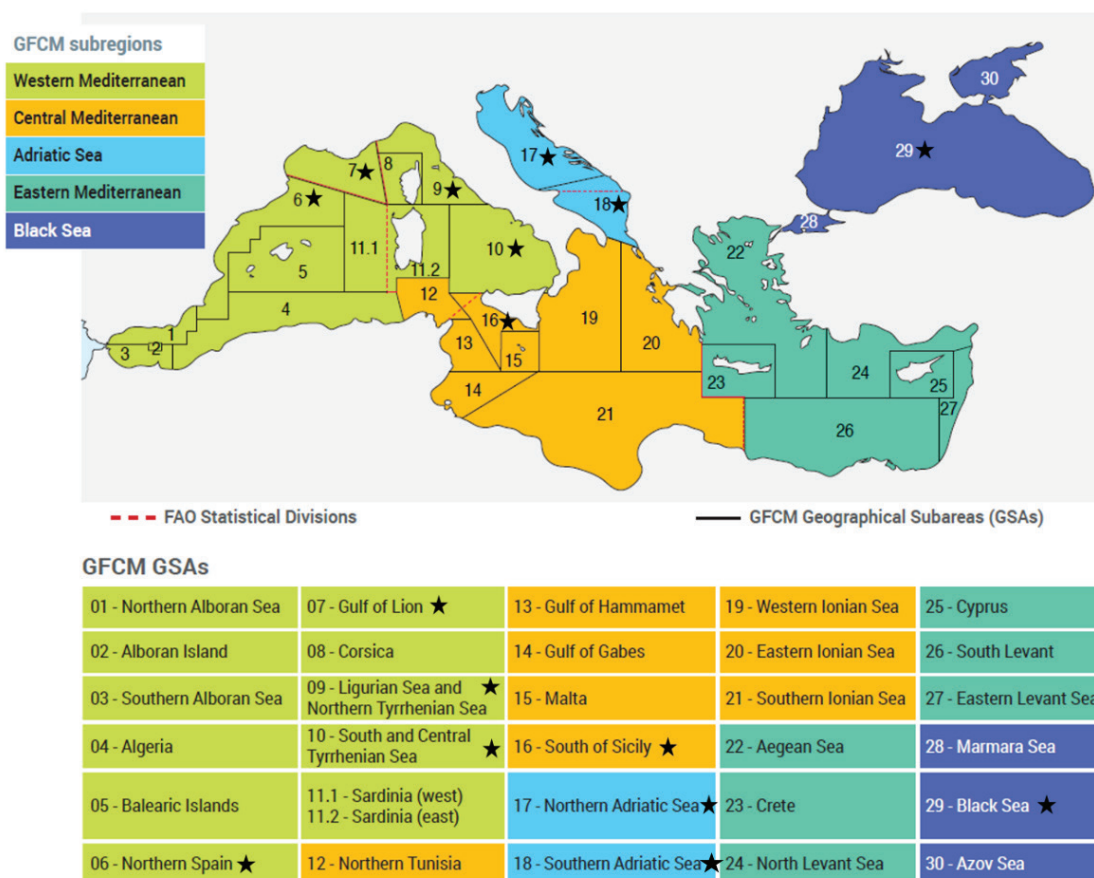 GFCM subregions
Western Mediterranean
Central Mediterranean
Adriatic Sea
Eastern Mediterranean
Black Sea
30
29
17
8
7
28
9
18
6
22
10
11.1
5
11.2
12
19
4
16
20
1
13
24
3
2
15
23
25
14
27
21
26
FAO Statistical Divisions
GFCM Geographical Subareas (GSAs)
GFCM GSAs
01 - Northern Alboran Sea
07 - Gulf of Lion
13 - Gulf of Hammamet
19 - Western Ionian Sea
25 - Cyprus
02 - Alboran Island
08 - Corsica
14 - Gulf of Gabes
20 - Eastern Ionian Sea
26 - South Levant
03 - Southern Alboran Sea
09 - Ligurian Sea and
Northern Tyrrhenian Sea
15 - Malta
21 - Southern Ionian Sea
27 - Eastern Levant Sea
04 - Algeria
10 - South and Central
Tyrrhenian Sea
16 - South of Sicily
22 - Aegean Sea
28 - Marmara Sea
05 - Balearic Islands
11.1 - Sardinia (west)
11.2 - Sardinia (east)
17 - Northern Adriatic Sea
23 - Crete
29 - Black Sea
06 - Northern Spain
12 - Northern Tunisia
18 - Southern Adriatic Sea
24 - North Levant Sea
30 - Azov Sea